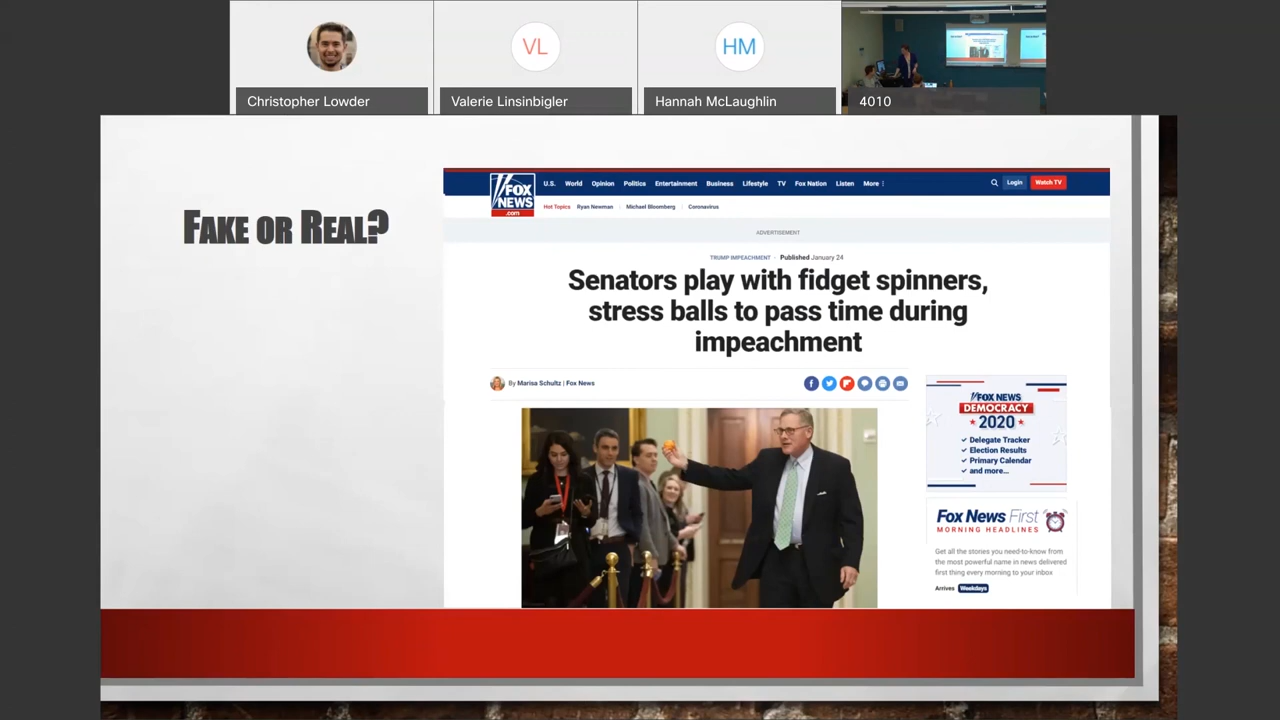 VL
HM
Christopher Lowder
Valerie Linsinbigler
Hannah McLaughlin
4010
FAKE OR REAL?
FOX
NEWS
.com
U.S. World Opinion Politics Entertainment Business Lifestyle TV Fox Nation Listen More
Login
Watch TV
Hot Topics Ryan Newman Michael Bloomberg Coronavirus
ADVERTISEMENT
TRUMP IMPEACHMENT - Published January 24
Senators play with fidget spinners,
stress balls to pass time during
impeachment
By Marisa Schultz | Fox News
FOX NEWS
DEMOCRACY
2020
Delegate Tracker
Election Results
Primary Calendar
and more...
Fox News First
MORNING HEADLINES
Get all the stories you need-to-know from
the most powerful name in news delivered
first thing every morning to your inbox
Arrives Weekdays